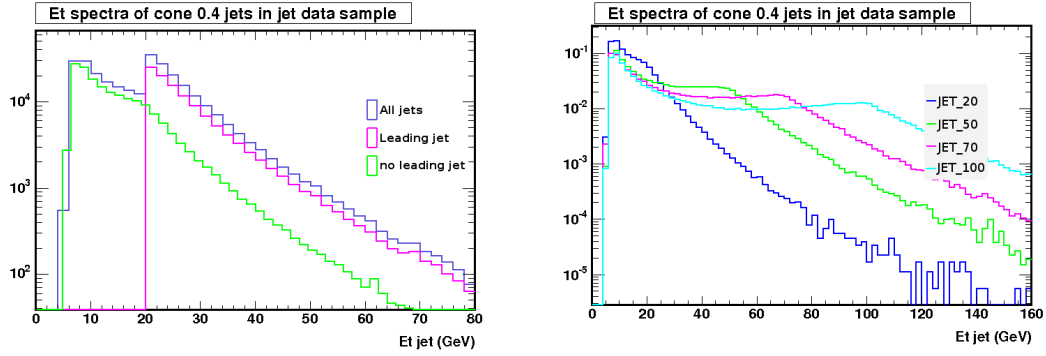 Et spectra of cone 0.4 jets in jet data sample
10^4
10^3
10^2
All jets
Leading jet
no leading jet
0 10 20 30 40 50 60 70 80
Et jet (GeV)
Et spectra of cone 0.4 jets in jet data sample
10^-1
10^-2
10^-3
10^-4
10^-5
JET_20
JET_50
JET_70
JET_100
0 20 40 60 80 100 120 140 160
Et jet (GeV)